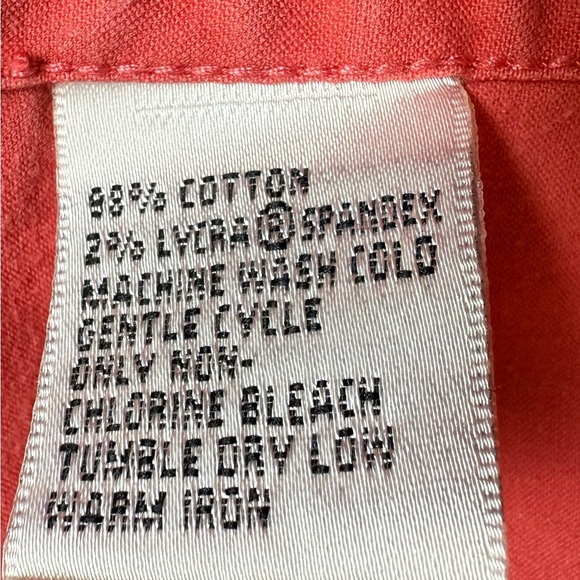 98% COTTON
2% LYCRA® SPANDEX
MACHINE WASH COLD
GENTLE CYCLE
ONLY NON-
CHLORINE BLEACH
TUMBLE DRY LOW
WARM IRON